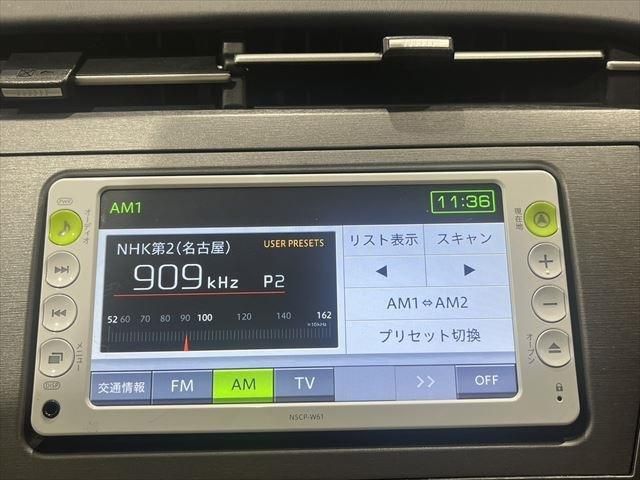 PWR
オーディオ
メニュー
DISP
AM1
11:36
NHK第2(名古屋)
USER PRESETS
909kHz P2
52 60 70 80 90 100 120 140 162
×10kHz
リスト表示
スキャン
◀
▶
AM1⇔AM2
プリセット切換
交通情報
FM
AM
TV
>>
OFF
現在地
+
−
オープン
NSCP-W61